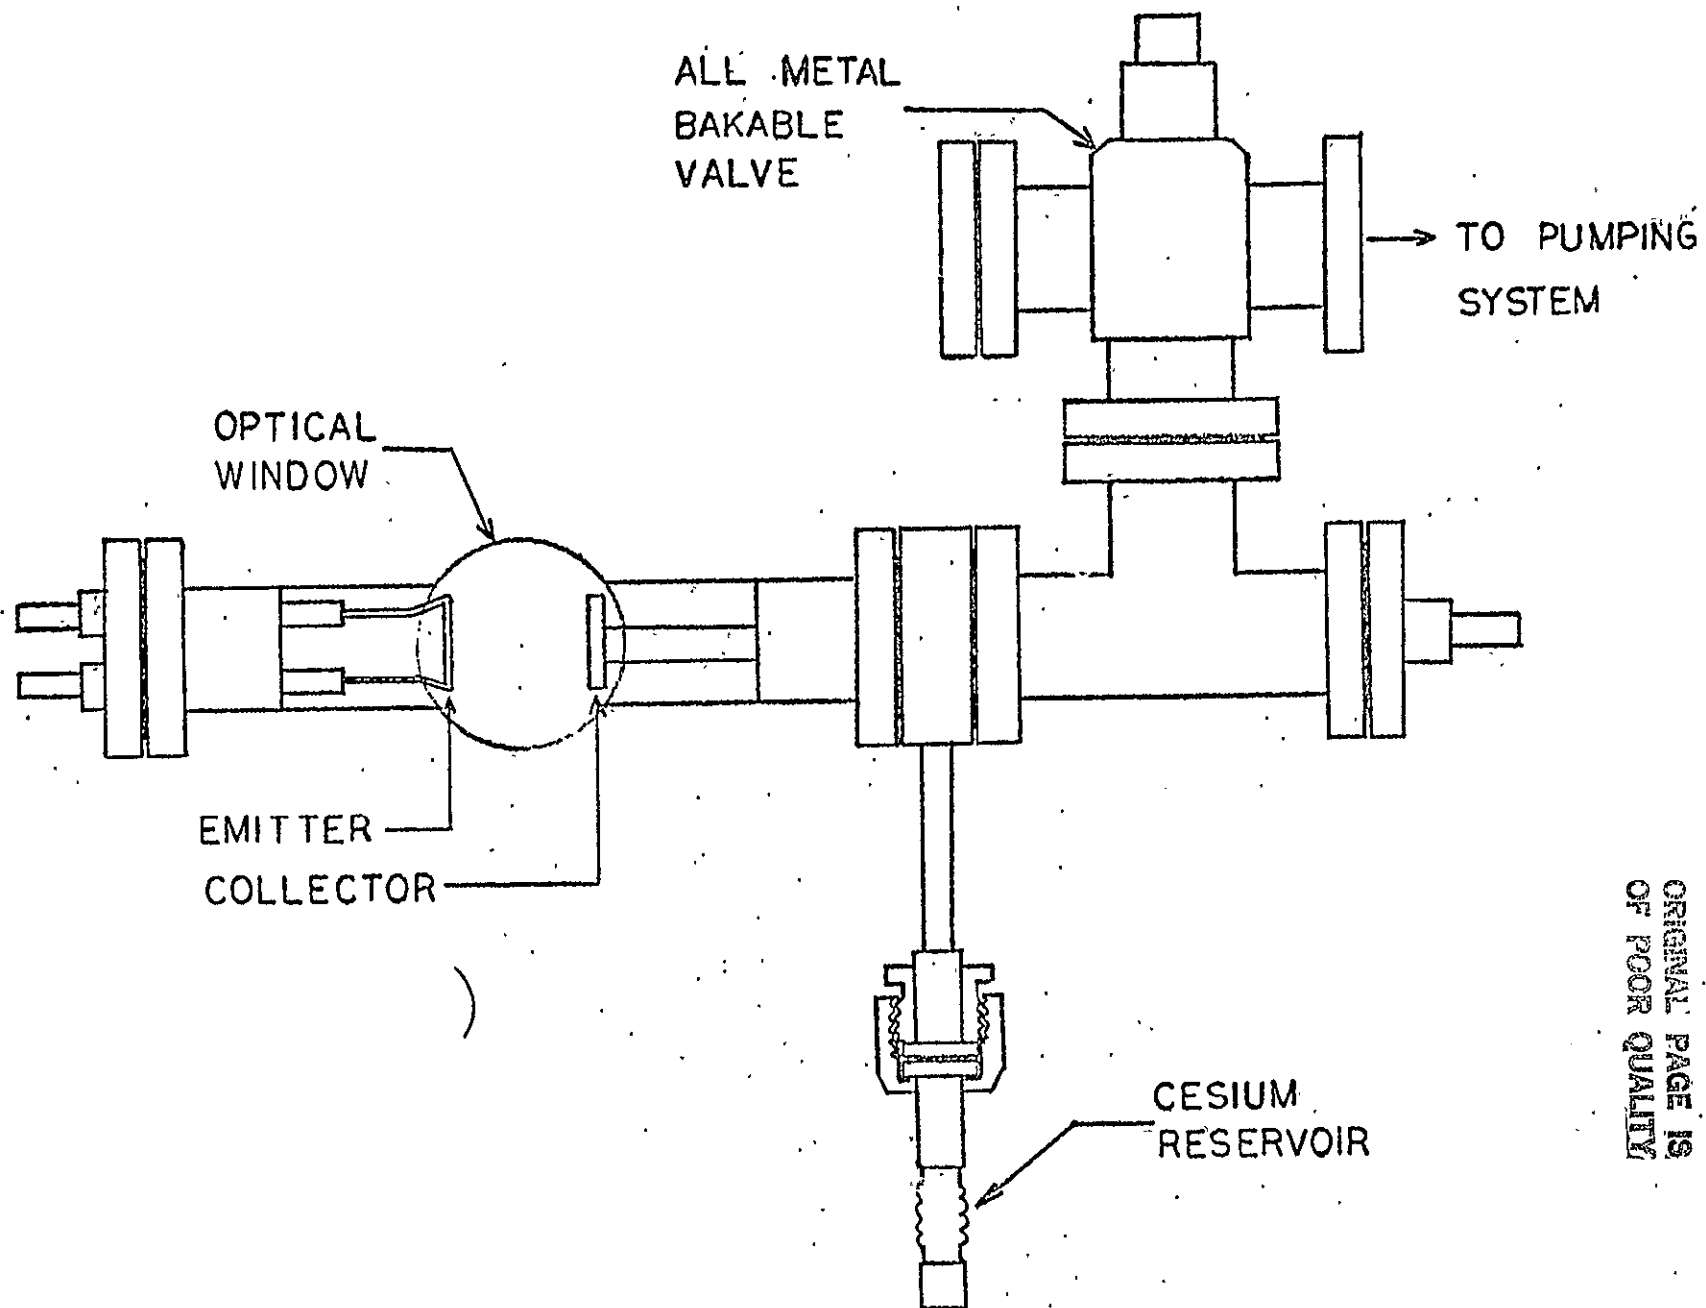 ALL METAL
BAKABLE
VALVE
TO PUMPING
SYSTEM
OPTICAL
WINDOW
EMITTER
COLLECTOR
CESIUM
RESERVOIR
ORIGINAL PAGE IS
OF POOR QUALITY